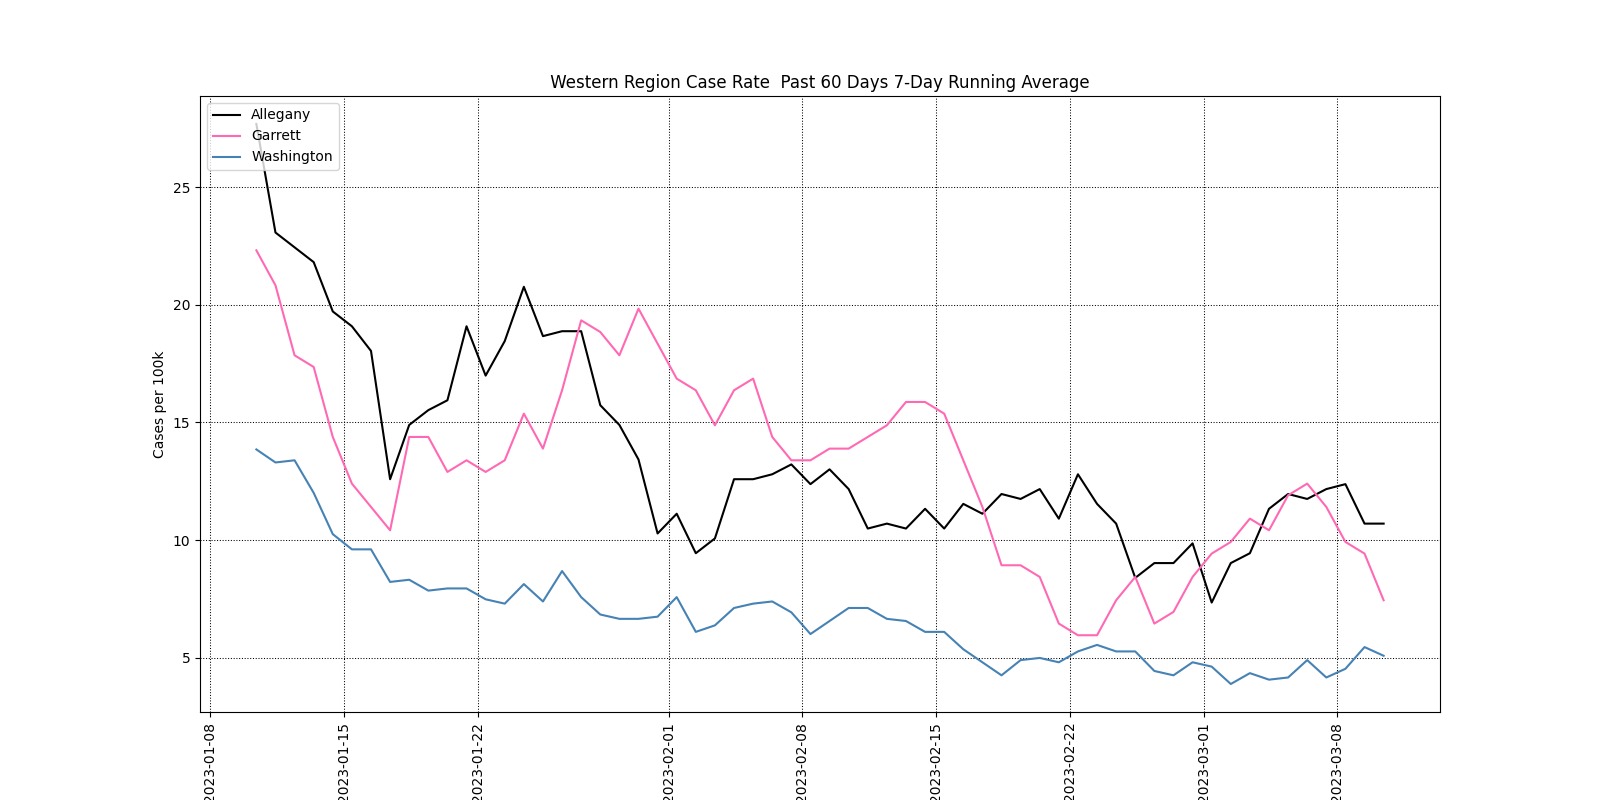 Western Region Case Rate  Past 60 Days 7-Day Running Average
Allegany
Garrett
Washington
Cases per 100k
25
20
15
10
5
2023-01-08
2023-01-15
2023-01-22
2023-02-01
2023-02-08
2023-02-15
2023-02-22
2023-03-01
2023-03-08